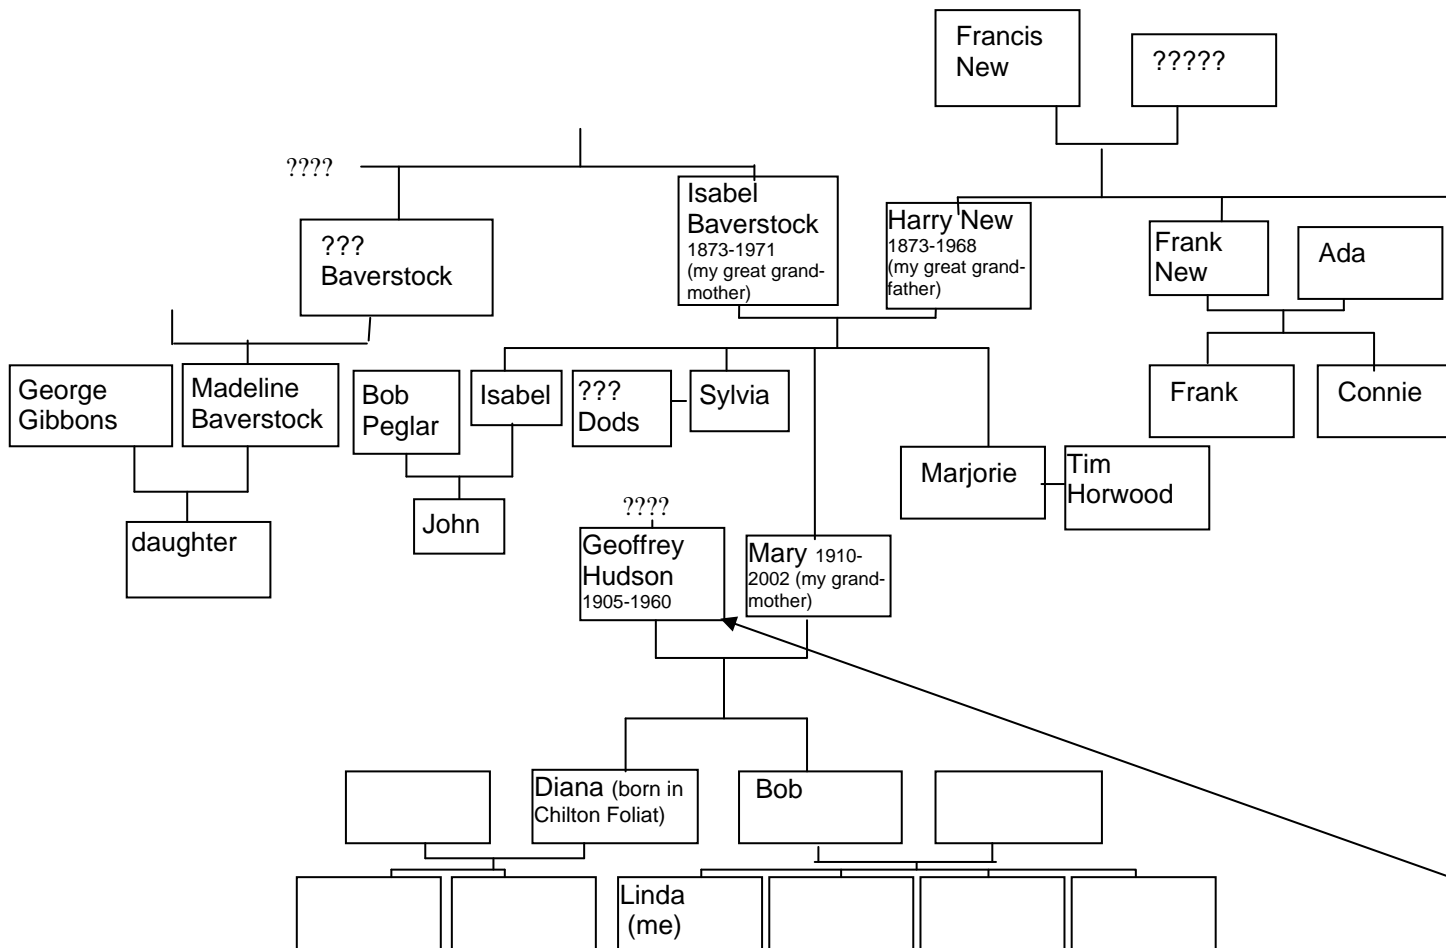 Francis
New
?????
????
Isabel
Baverstock
1873-1971
(my great grand-
mother)
Harry New
1873-1968
(my great grand-
father)
Frank
New
Ada
???
Baverstock
George
Gibbons
Madeline
Baverstock
Bob
Peglar
Isabel
???
Dods
Sylvia
Frank
Connie
Marjorie
Tim
Horwood
daughter
John
????
Geoffrey
Hudson
1905-1960
Mary 1910-
2002 (my grand-
mother)
Diana (born in
Chilton Foliat)
Bob
Linda
(me)